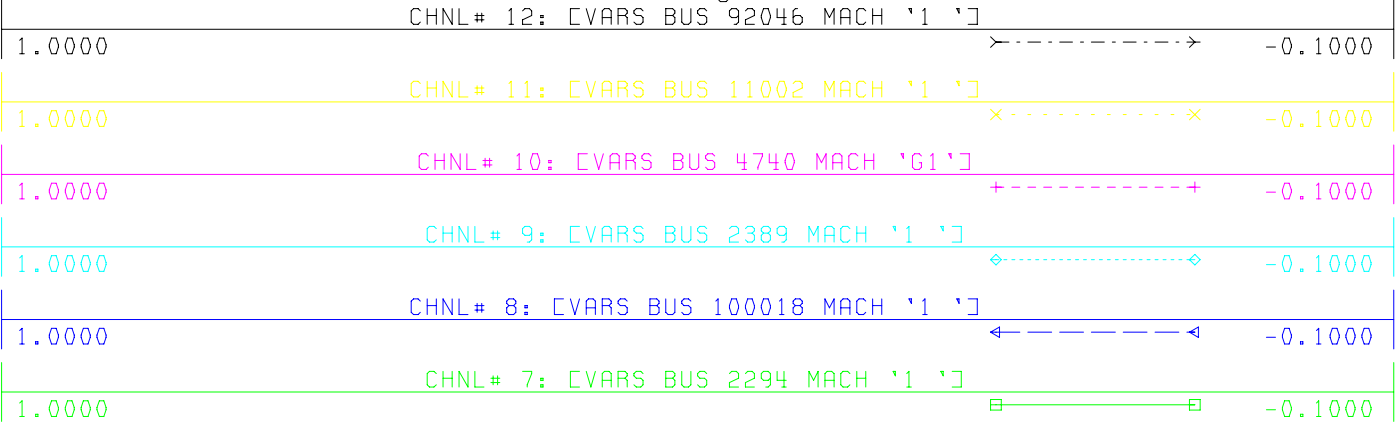 CHNL# 12: [VARS BUS 92046 MACH '1 ']
1.0000 -0.1000
CHNL# 11: [VARS BUS 11002 MACH '1 ']
1.0000 -0.1000
CHNL# 10: [VARS BUS 4740 MACH 'G1']
1.0000 -0.1000
CHNL# 9: [VARS BUS 2389 MACH '1 ']
1.0000 -0.1000
CHNL# 8: [VARS BUS 100018 MACH '1 ']
1.0000 -0.1000
CHNL# 7: [VARS BUS 2294 MACH '1 ']
1.0000 -0.1000